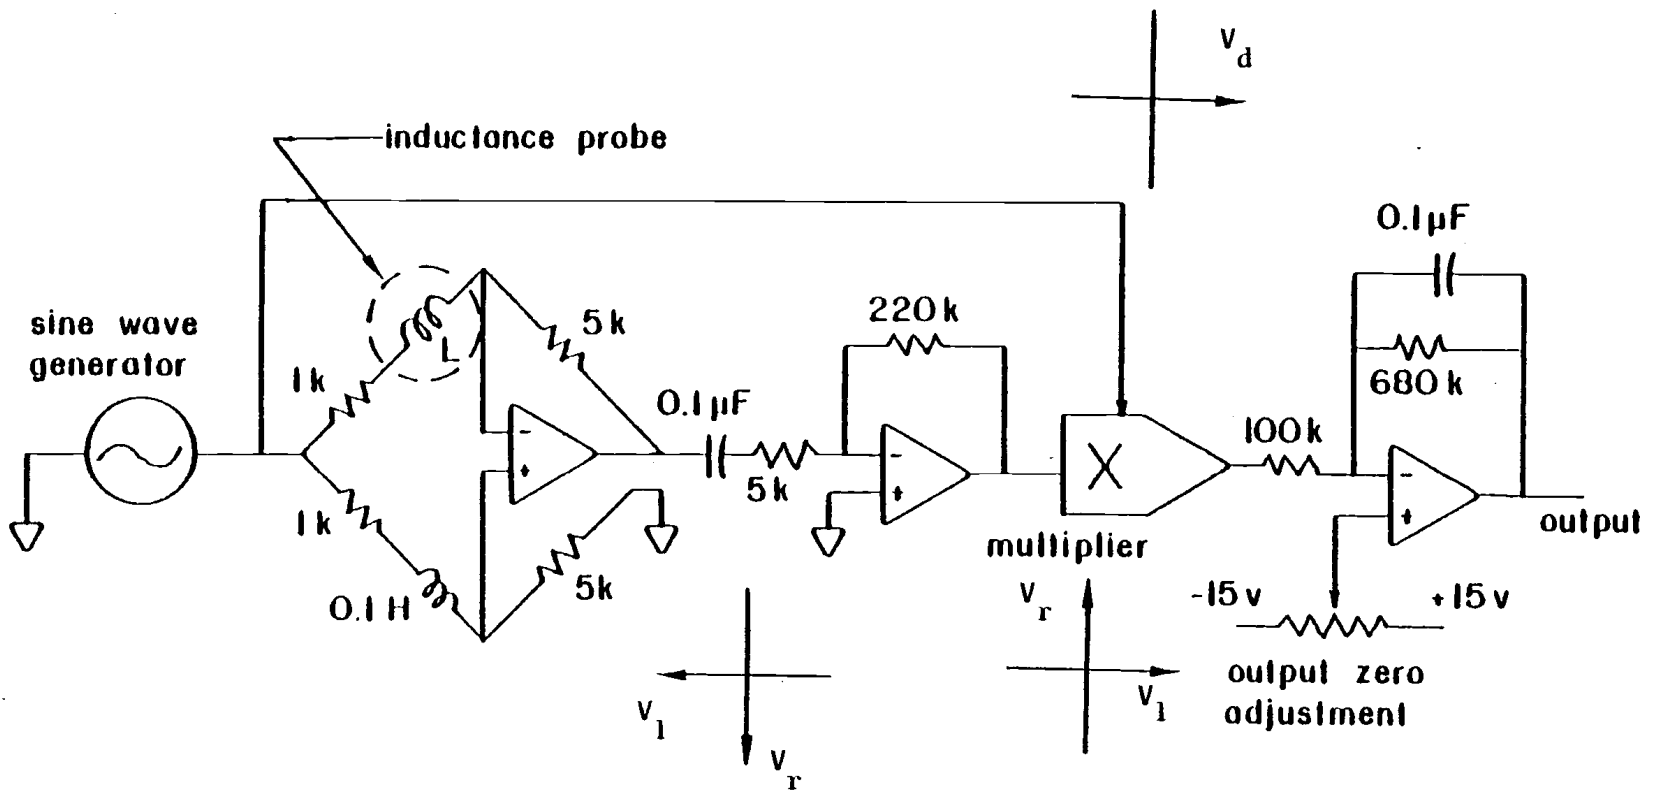 V
d
inductance probe
0.1µF
sine wave
generator
1k
L
5k
220k
680k
0.1µF
100k
-
+
5k
-
+
X
-
+
1k
0.1 H
5k
multiplier
output
-15v
+15v
output zero
adjustment
V
r
V
l
V
l
V
r